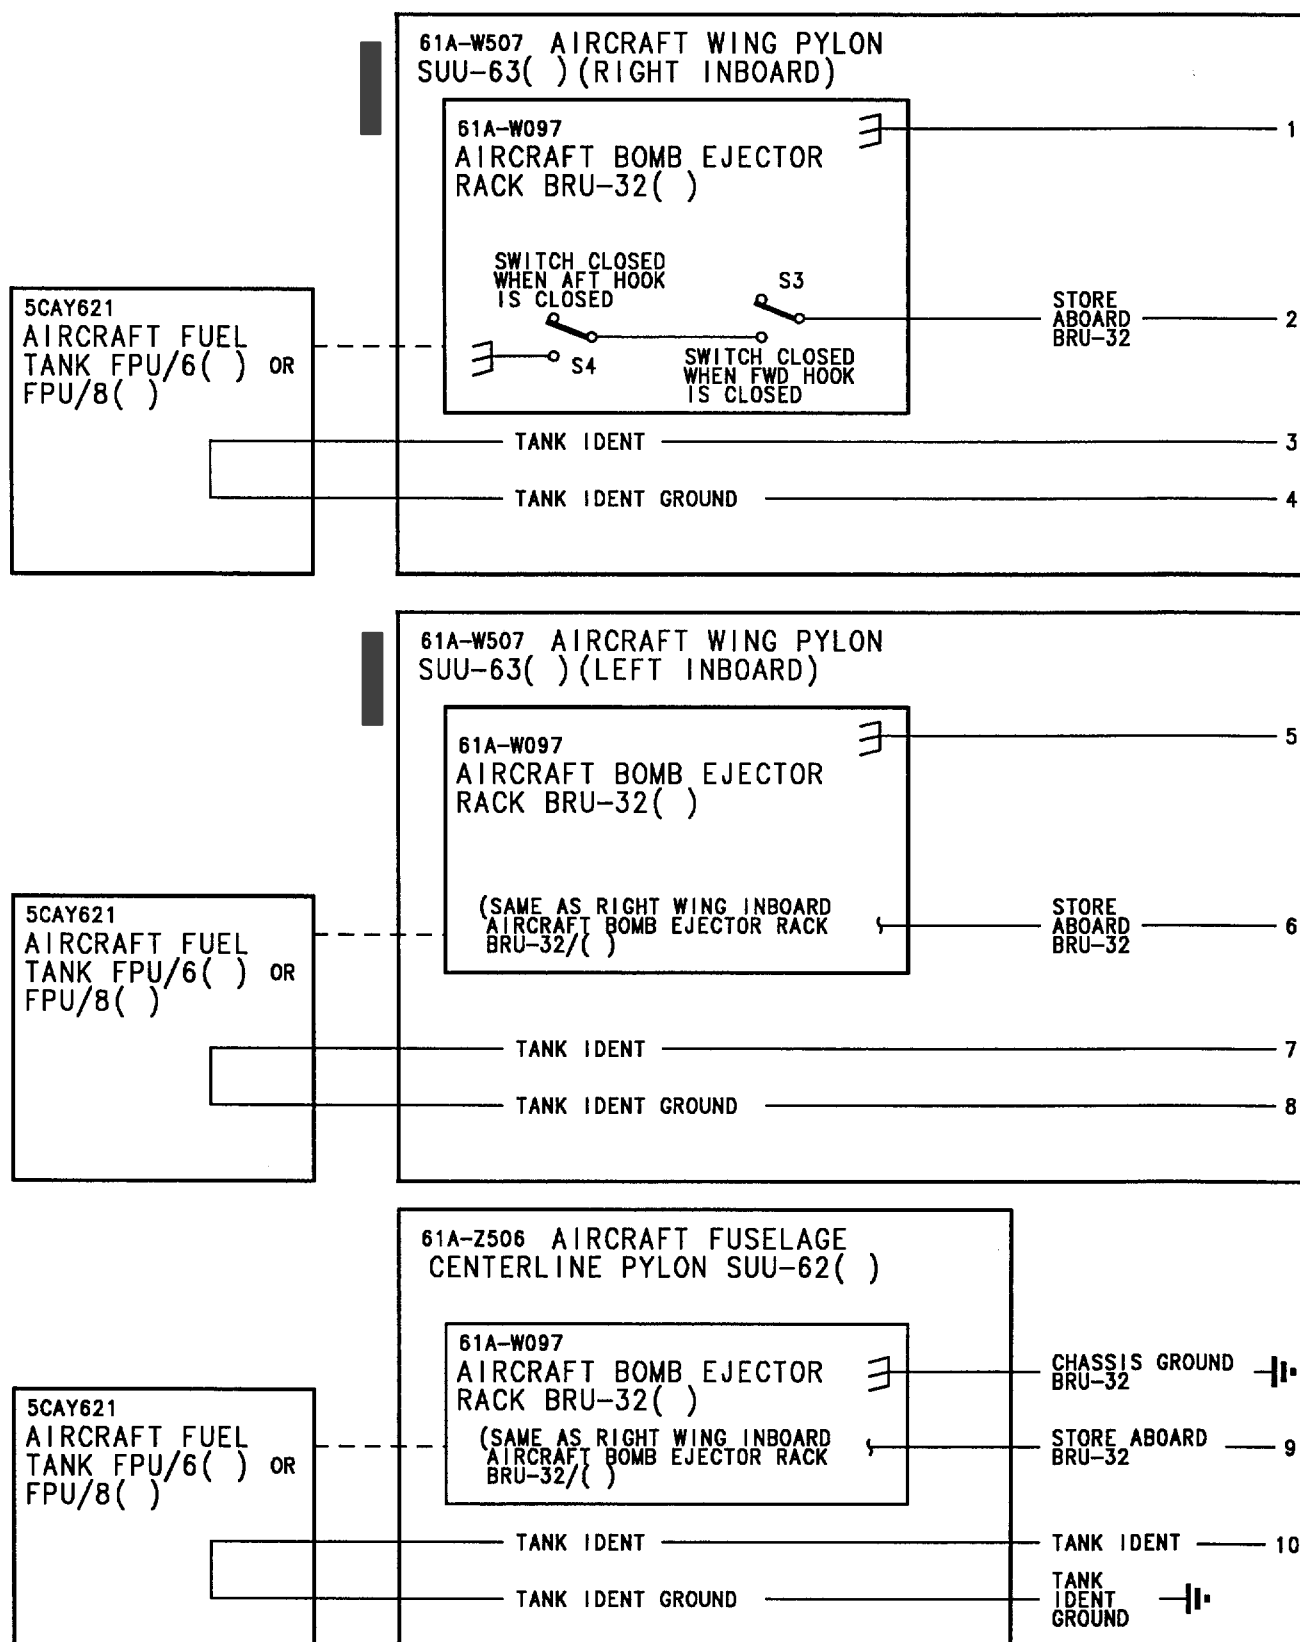 61A-W507 AIRCRAFT WING PYLON
SUU-63( ) (RIGHT INBOARD)
61A-W097
AIRCRAFT BOMB EJECTOR
RACK BRU-32( )
1
SWITCH CLOSED
WHEN AFT HOOK
IS CLOSED
S3
S4
SWITCH CLOSED
WHEN FWD HOOK
IS CLOSED
STORE
ABOARD
BRU-32
2
5CAY621
AIRCRAFT FUEL
TANK FPU/6( ) OR
FPU/8( )
TANK IDENT
3
TANK IDENT GROUND
4
61A-W507 AIRCRAFT WING PYLON
SUU-63( ) (LEFT INBOARD)
61A-W097
AIRCRAFT BOMB EJECTOR
RACK BRU-32( )
5
(SAME AS RIGHT WING INBOARD
AIRCRAFT BOMB EJECTOR RACK
BRU-32/( )
STORE
ABOARD
BRU-32
6
5CAY621
AIRCRAFT FUEL
TANK FPU/6( ) OR
FPU/8( )
TANK IDENT
7
TANK IDENT GROUND
8
61A-Z506 AIRCRAFT FUSELAGE
CENTERLINE PYLON SUU-62( )
61A-W097
AIRCRAFT BOMB EJECTOR
RACK BRU-32( )
(SAME AS RIGHT WING INBOARD
AIRCRAFT BOMB EJECTOR RACK
BRU-32/( )
CHASSIS GROUND
BRU-32
STORE ABOARD
BRU-32
9
5CAY621
AIRCRAFT FUEL
TANK FPU/6( ) OR
FPU/8( )
TANK IDENT
TANK IDENT
10
TANK IDENT GROUND
TANK
IDENT
GROUND